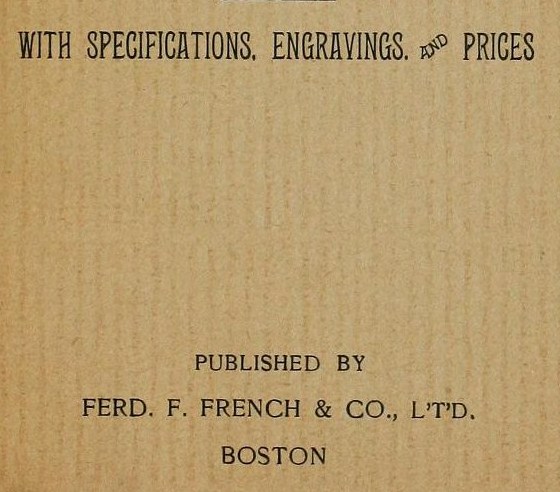 WITH SPECIFICATIONS, ENGRAVINGS, AND PRICES
PUBLISHED BY
FERD. F. FRENCH & CO., L'T'D.
BOSTON